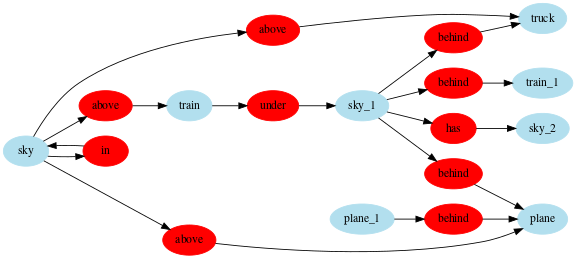 truck
above
behind
above
train
under
sky_1
behind
train_1
has
sky_2
sky
in
behind
plane_1
behind
plane
above